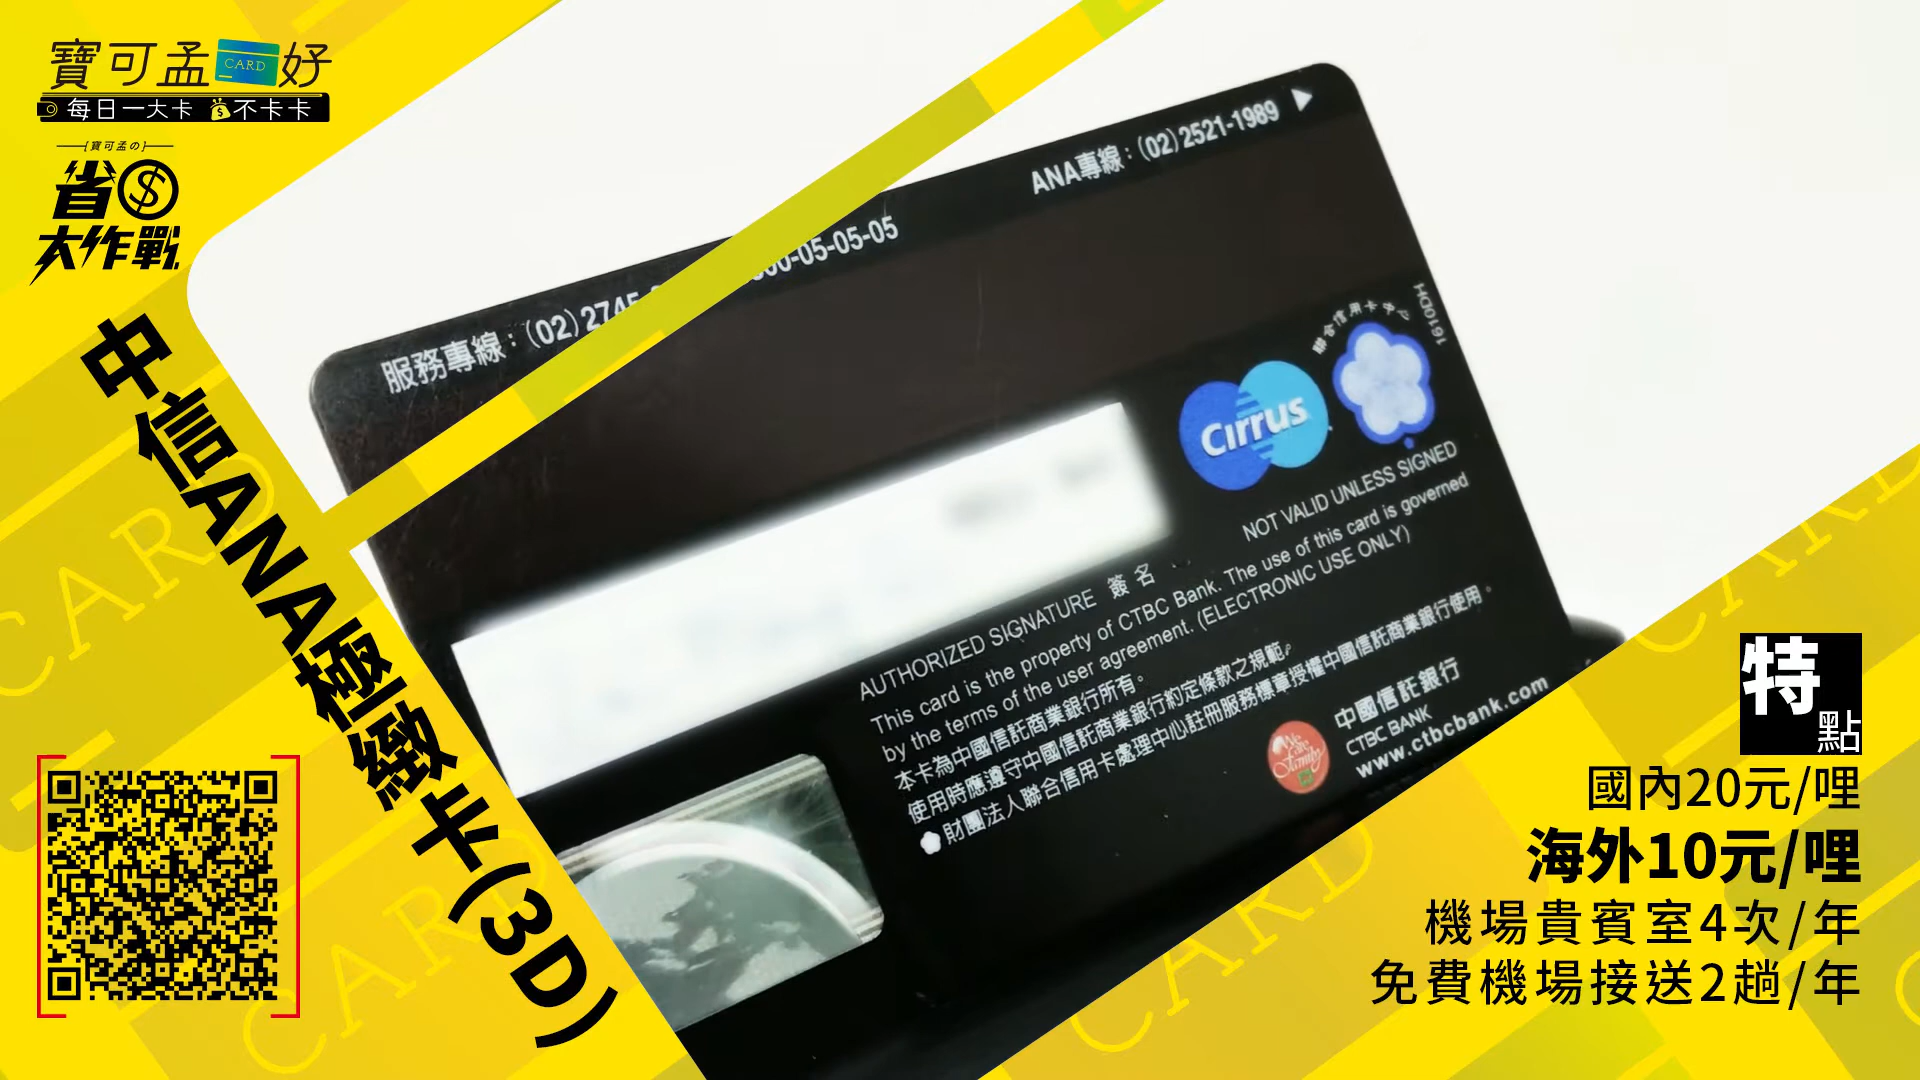 寶可孟CARD好
每日一大卡 $不卡卡
{寶可孟の}
省$
大作戰
中信ANA極緻卡(3D)
服務專線：(02)2745-
00-05-05-05
ANA專線：(02)2521-1989
聯合信用卡中心
1610DH
Cirrus
NOT VALID UNLESS SIGNED
AUTHORIZED SIGNATURE 簽名
This card is the property of CTBC Bank. The use of this card is governed
by the terms of the user agreement. (ELECTRONIC USE ONLY)
本卡為中國信託商業銀行所有。
使用時應遵守中國信託商業銀行約定條款之規範。
財團法人聯合信用卡處理中心註冊服務標章授權中國信託商業銀行使用。
We are Family
中國信託銀行
CTBC BANK
www.ctbcbank.com
特點
國內20元/哩
海外10元/哩
機場貴賓室4次/年
免費機場接送2趟/年
CARD
CARD
CARD
CARD